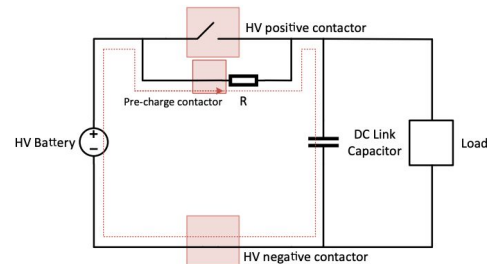 HV positive contactor
Pre-charge contactor
R
HV Battery
+
−
DC Link
Capacitor
Load
HV negative contactor